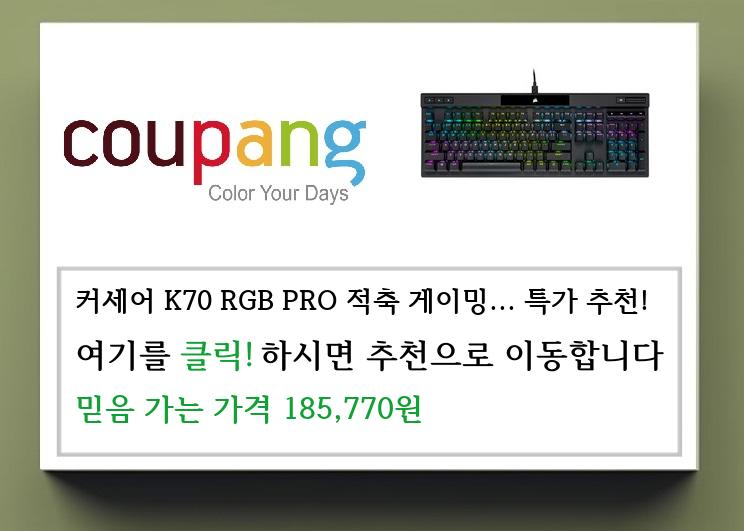 coupang
Color Your Days
커세어 K70 RGB PRO 적축 게이밍... 특가 추천!
여기를 클릭! 하시면 추천으로 이동합니다
믿음 가는 가격 185,770원